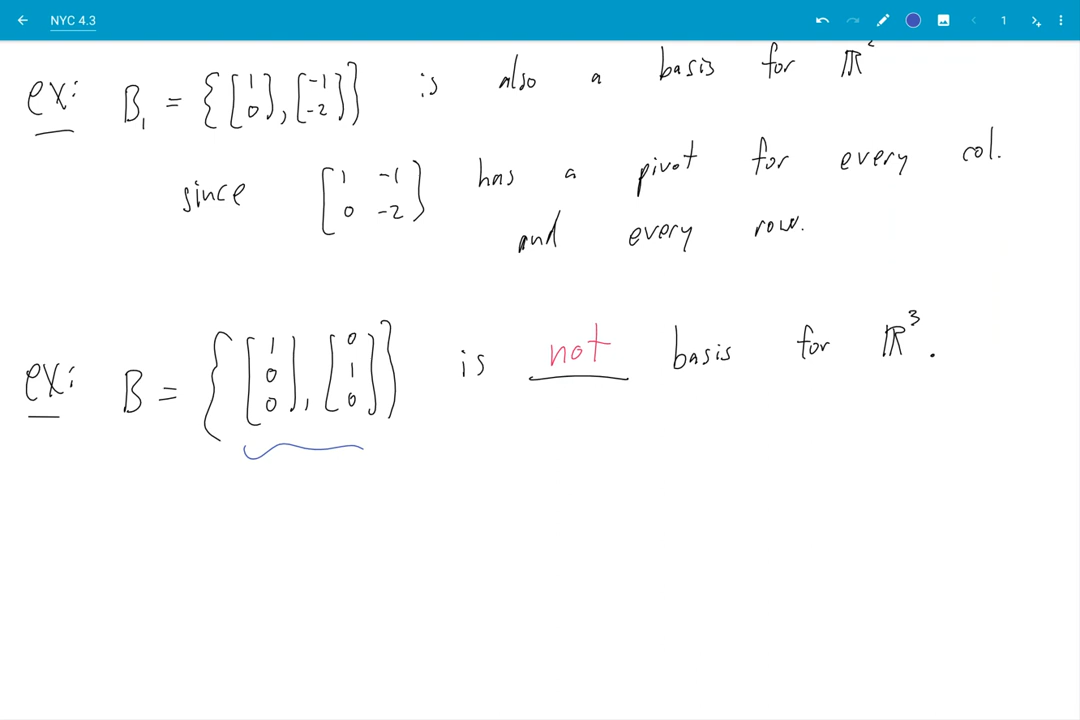 NYC 4.3
1
ex: B₁ = { [1 0], [-1 -2] } is also a basis for ℝ²
since [1 -1 0 -2] has a pivot for every col.
and every row.
ex: B = { [1 0 0], [0 1 0] } is not basis for ℝ³.